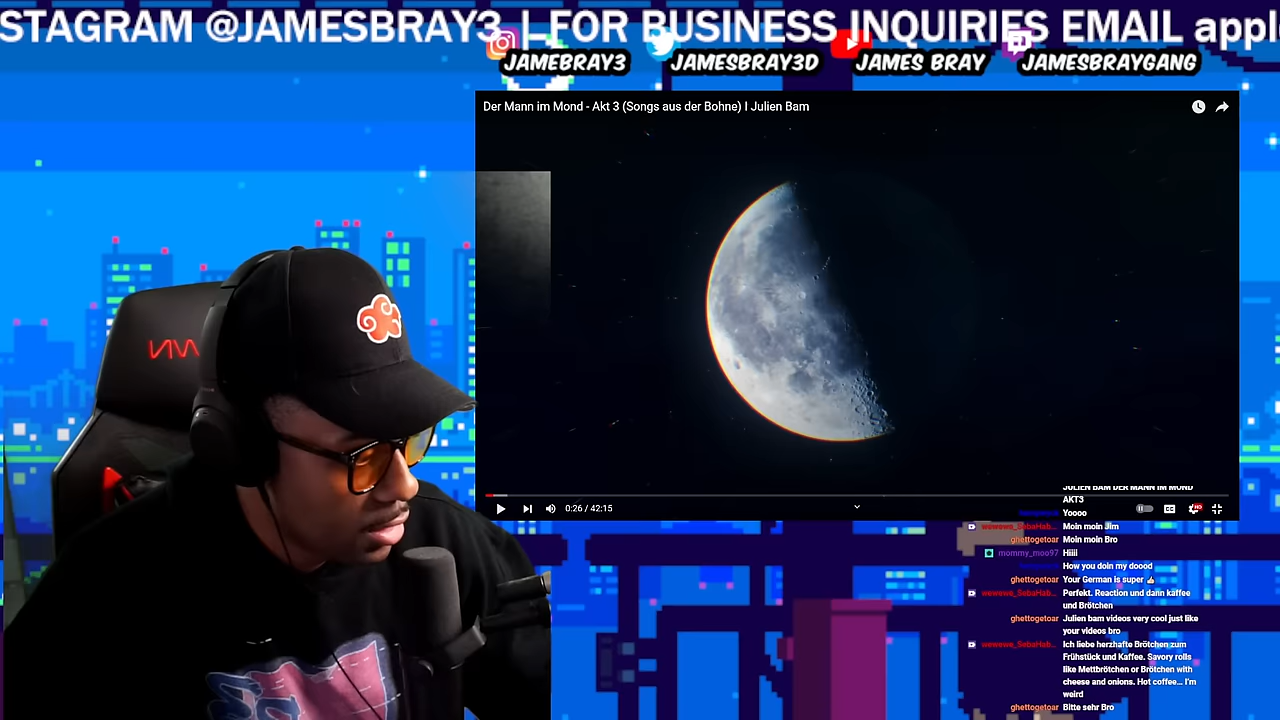 STAGRAM @JAMESBRAY3 | FOR BUSINESS INQUIRIES EMAIL appl
JAMEBRAY3 JAMESBRAY3D JAMES BRAY JAMESBRAYGANG
Der Mann im Mond - Akt 3 (Songs aus der Bohne) I Julien Bam
0:26 / 42:15
JULIEN BAM DER MANN IM MOND
AKT3
Yoooo
Moin moin Jim
ghettogetoar Moin moin Bro
mommy_moo97 Hiiii
How you doin my doood
ghettogetoar Your German is super 👍
Perfekt. Reaction und dann kaffee
und Brötchen
ghettogetoar Julien bam videos very cool just like
your videos bro
Ich liebe herzhafte Brötchen zum
Frühstück und Kaffee. Savory rolls
like Mettbrötchen or Brötchen with
cheese and onions. Hot coffee... I'm
weird
ghettogetoar Bitte sehr Bro